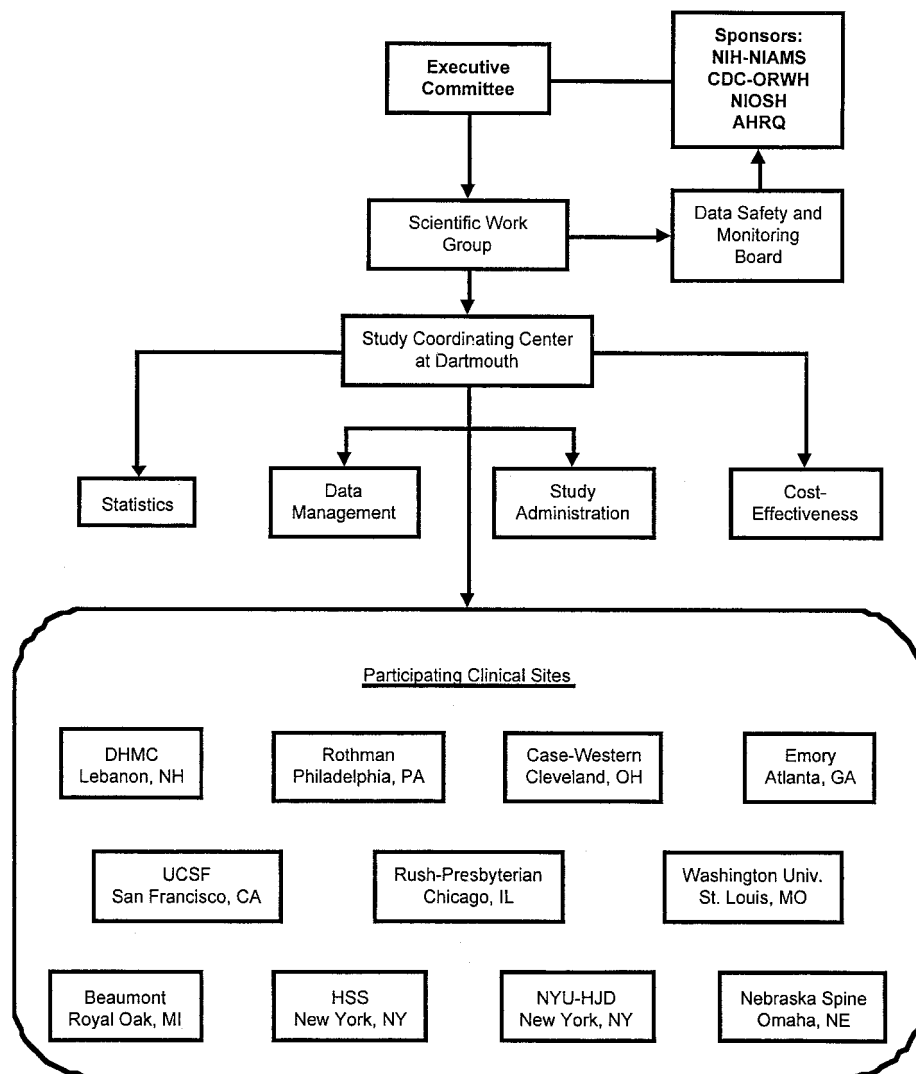 Executive
Committee
Sponsors:
NIH-NIAMS
CDC-ORWH
NIOSH
AHRQ
Scientific Work
Group
Data Safety and
Monitoring
Board
Study Coordinating Center
at Dartmouth
Statistics
Data
Management
Study
Administration
Cost-
Effectiveness
Participating Clinical Sites
DHMC
Lebanon, NH
Rothman
Philadelphia, PA
Case-Western
Cleveland, OH
Emory
Atlanta, GA
UCSF
San Francisco, CA
Rush-Presbyterian
Chicago, IL
Washington Univ.
St. Louis, MO
Beaumont
Royal Oak, MI
HSS
New York, NY
NYU-HJD
New York, NY
Nebraska Spine
Omaha, NE